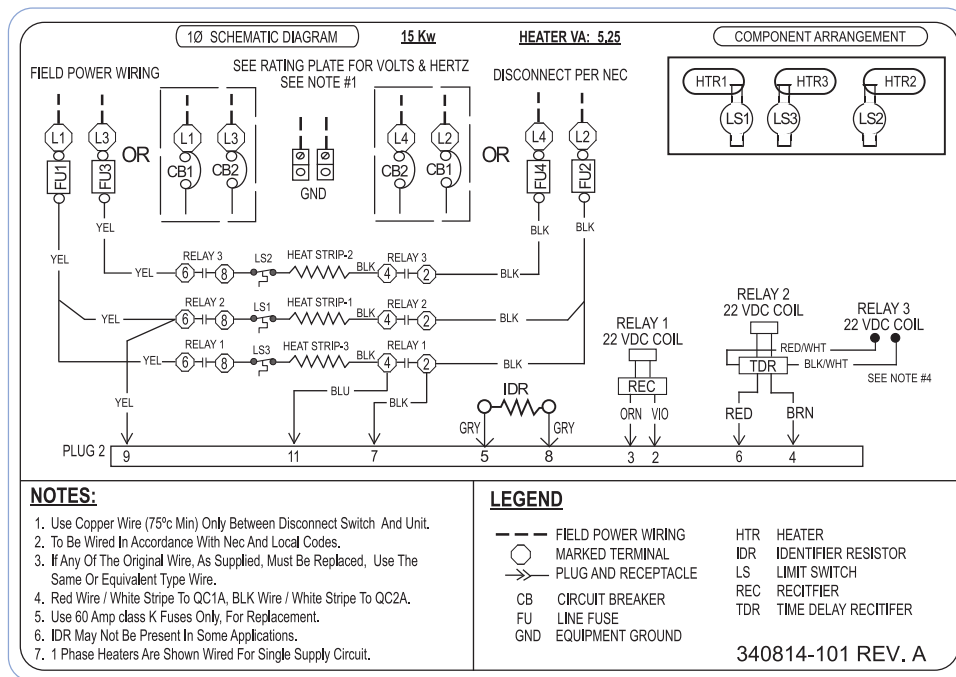 1Ø SCHEMATIC DIAGRAM
15 Kw
HEATER VA: 5,25
COMPONENT ARRANGEMENT
FIELD POWER WIRING
SEE RATING PLATE FOR VOLTS & HERTZ
SEE NOTE #1
DISCONNECT PER NEC
HTR1 HTR3 HTR2
LS1 LS3 LS2
L1 L3 OR L1 L3 L4 L2 OR L4 L2
FU1 FU3 CB1 CB2 GND CB2 CB1 FU4 FU2
YEL BLK
YEL BLK
YEL 6 RELAY 3 8 LS2 HEAT STRIP-2 BLK 4 RELAY 3 2 BLK
YEL 6 RELAY 2 8 LS1 HEAT STRIP-1 BLK 4 RELAY 2 2
YEL 6 RELAY 1 8 LS3 HEAT STRIP-3 BLK 4 RELAY 1 2 BLK
RELAY 1
22 VDC COIL
REC
ORN VIO
RELAY 2
22 VDC COIL
TDR
RED BRN
RELAY 3
22 VDC COIL
RED/WHT
BLK/WHT
SEE NOTE #4
YEL BLU BLK
IDR
GRY GRY
PLUG 2 9 11 7 5 8 3 2 6 4
NOTES:
1. Use Copper Wire (75ºc Min) Only Between Disconnect Switch And Unit.
2. To Be Wired In Accordance With Nec And Local Codes.
3. If Any Of The Original Wire, As Supplied, Must Be Replaced, Use The
Same Or Equivalent Type Wire.
4. Red Wire / White Stripe To QC1A, BLK Wire / White Stripe To QC2A.
5. Use 60 Amp class K Fuses Only, For Replacement.
6. IDR May Not Be Present In Some Applications.
7. 1 Phase Heaters Are Shown Wired For Single Supply Circuit.
LEGEND
FIELD POWER WIRING
MARKED TERMINAL
PLUG AND RECEPTACLE
CB CIRCUIT BREAKER
FU LINE FUSE
GND EQUIPMENT GROUND
HTR HEATER
IDR IDENTIFIER RESISTOR
LS LIMIT SWITCH
REC RECITFIER
TDR TIME DELAY RECITIFER
340814-101 REV. A